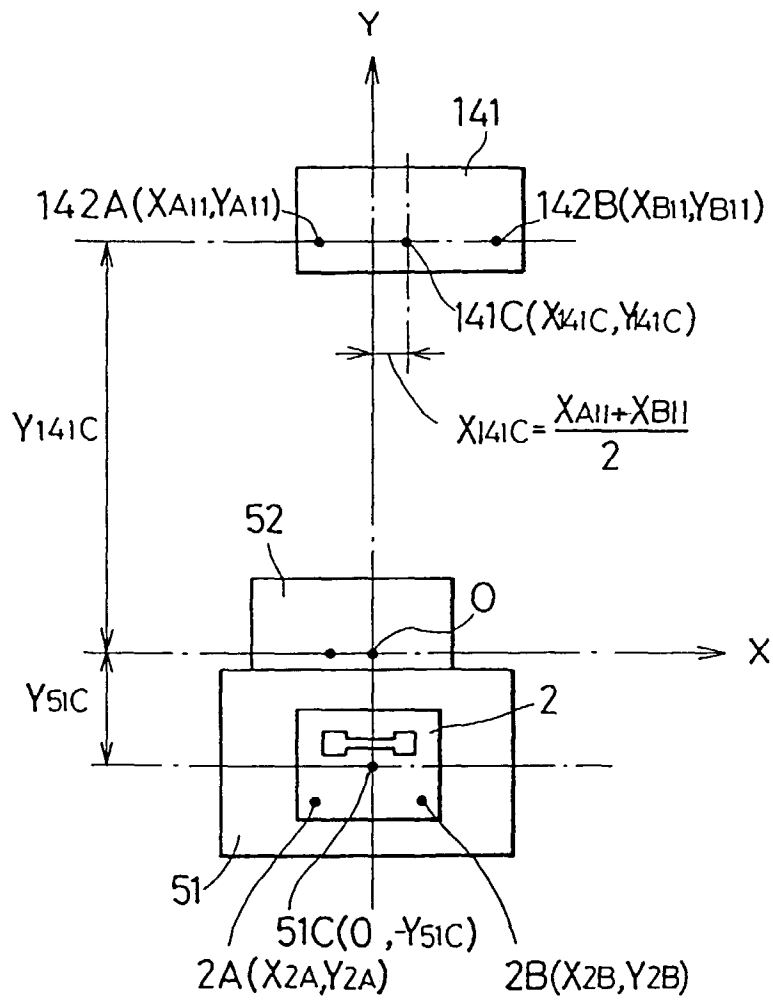 Y
141
142A(XA11,YA11)
142B(XB11,YB11)
141C(X141C,Y141C)
Y141C
X141C=XA11+XB11
2
52
O
X
Y51C
2
51
51C(0,-Y51C)
2A(X2A,Y2A)
2B(X2B,Y2B)